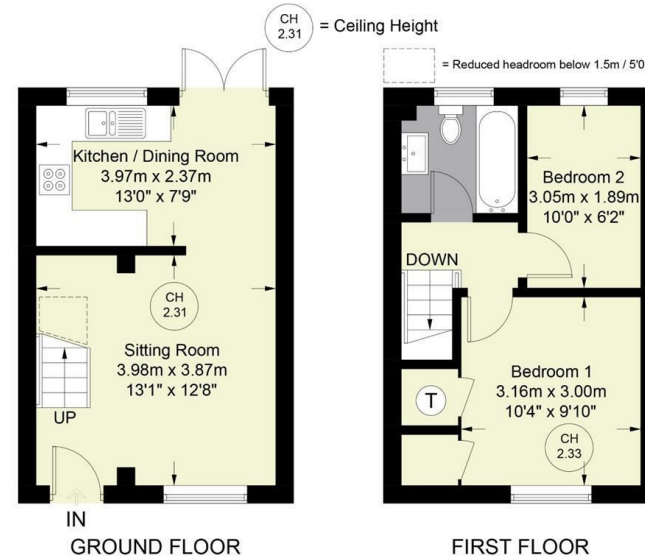 CH
2.31
= Ceiling Height
= Reduced headroom below 1.5m / 5'0
Kitchen / Dining Room
3.97m x 2.37m
13'0" x 7'9"
CH
2.31
Sitting Room
3.98m x 3.87m
13'1" x 12'8"
UP
IN
GROUND FLOOR
Bedroom 2
3.05m x 1.89m
10'0" x 6'2"
DOWN
T
Bedroom 1
3.16m x 3.00m
10'4" x 9'10"
CH
2.33
FIRST FLOOR